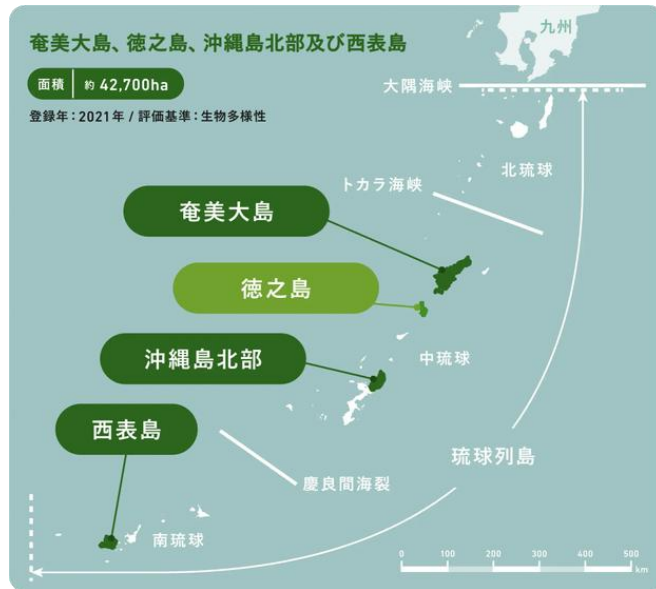 奄美大島、徳之島、沖縄島北部及び西表島
面積 約 42,700ha
登録年:2021年 / 評価基準:生物多様性
九州
大隅海峡
北琉球
トカラ海峡
奄美大島
徳之島
沖縄島北部
中琉球
西表島
琉球列島
慶良間海裂
南琉球
0 100 200 300 400 500
km